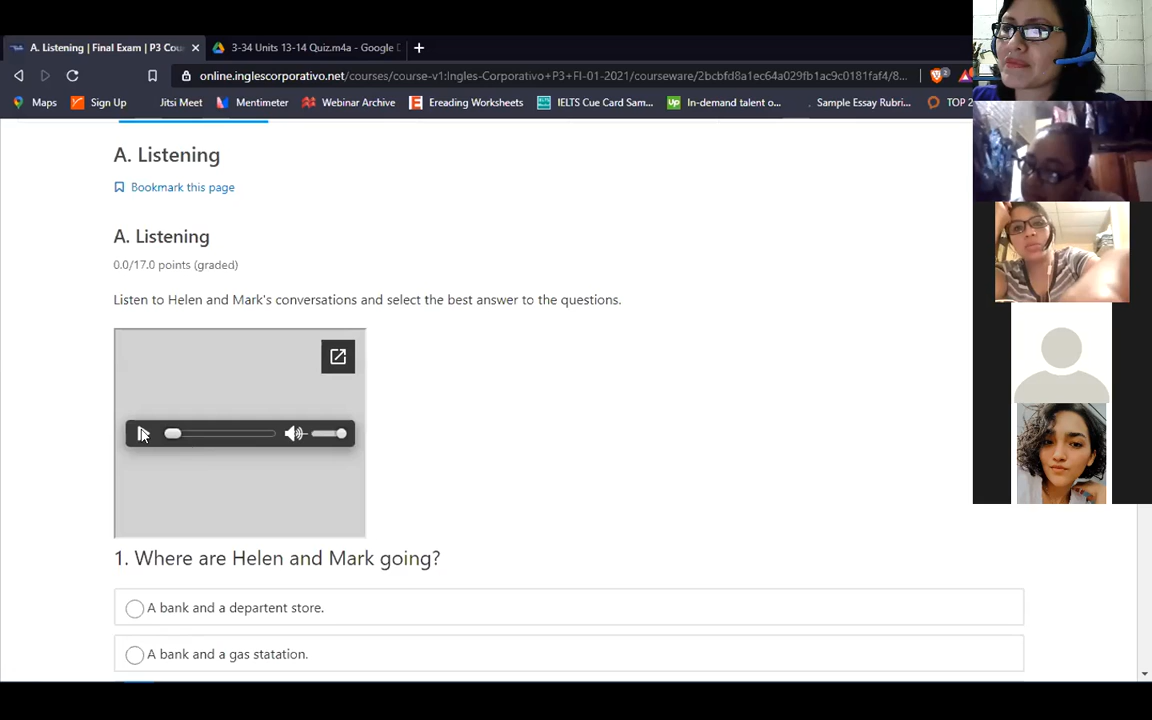 A. Listening | Final Exam | P3 Cou
3-34 Units 13-14 Quiz.m4a - Google D
online.inglescorporativo.net/courses/course-v1:Ingles-Corporativo+P3+FI-01-2021/courseware/2bcbfd8a1ec64a029fb1ac9c0181faf4/8...
2
Maps Sign Up Jitsi Meet Mentimeter Webinar Archive Ereading Worksheets IELTS Cue Card Sam... In-demand talent o... Sample Essay Rubri... TOP 2
A. Listening
Bookmark this page
A. Listening
0.0/17.0 points (graded)
Listen to Helen and Mark's conversations and select the best answer to the questions.
1. Where are Helen and Mark going?
A bank and a departent store.
A bank and a gas statation.